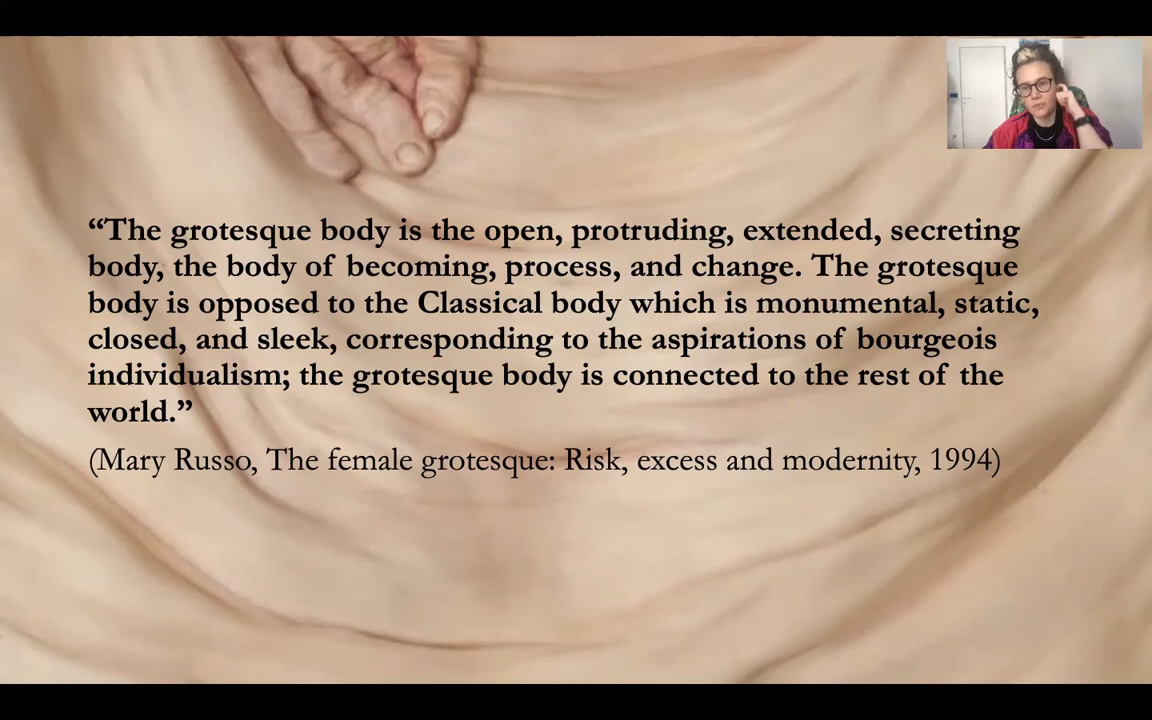 “The grotesque body is the open, protruding, extended, secreting
body, the body of becoming, process, and change. The grotesque
body is opposed to the Classical body which is monumental, static,
closed, and sleek, corresponding to the aspirations of bourgeois
individualism; the grotesque body is connected to the rest of the
world.”
(Mary Russo, The female grotesque: Risk, excess and modernity, 1994)